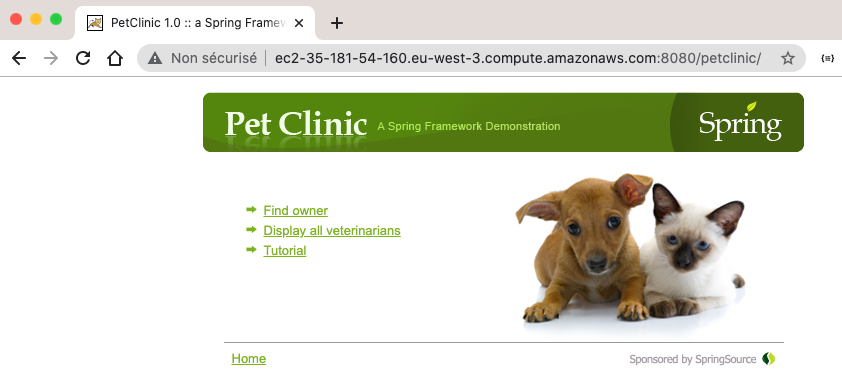 PetClinic 1.0 :: a Spring Framew
Non sécurisé
ec2-35-181-54-160.eu-west-3.compute.amazonaws.com:8080/petclinic/
Pet Clinic
A Spring Framework Demonstration
Spring
Find owner
Display all veterinarians
Tutorial
Home
Sponsored by SpringSource